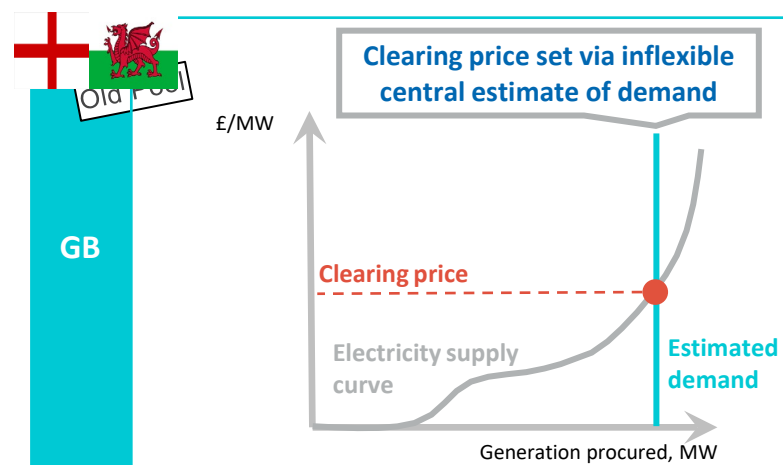 Old Pool
GB
Clearing price set via inflexible
central estimate of demand
£/MW
Clearing price
Electricity supply
curve
Estimated
demand
Generation procured, MW